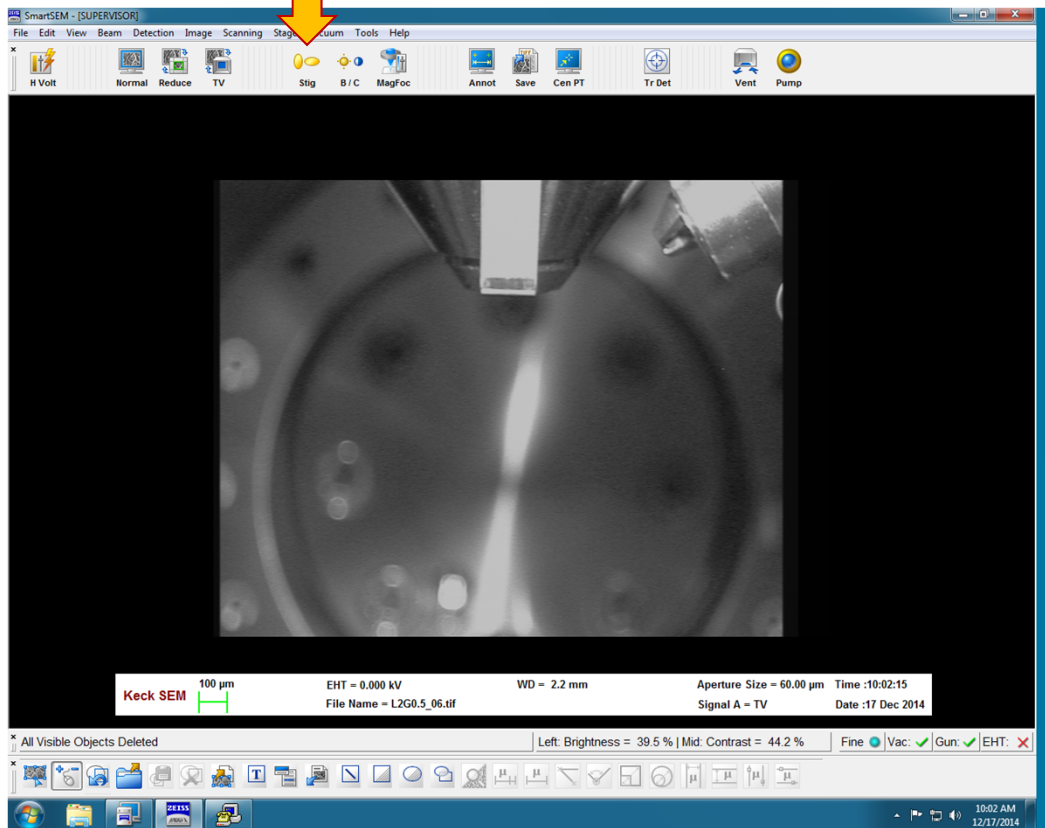 SmartSEM - [SUPERVISOR]
File Edit View Beam Detection Image Scanning Stage Vacuum Tools Help
H Volt Normal Reduce TV Stig B / C MagFoc Annot Save Cen PT Tr Det Vent Pump
100 µm EHT = 0.000 kV WD = 2.2 mm Aperture Size = 60.00 µm Time :10:02:15
Keck SEM
File Name = L2G0.5_06.tif Signal A = TV Date :17 Dec 2014
All Visible Objects Deleted Left: Brightness = 39.5 % | Mid: Contrast = 44.2 % Fine Vac: Gun: EHT:
T µ H µ µ µ µ µ
ZEISS
10:02 AM
12/17/2014